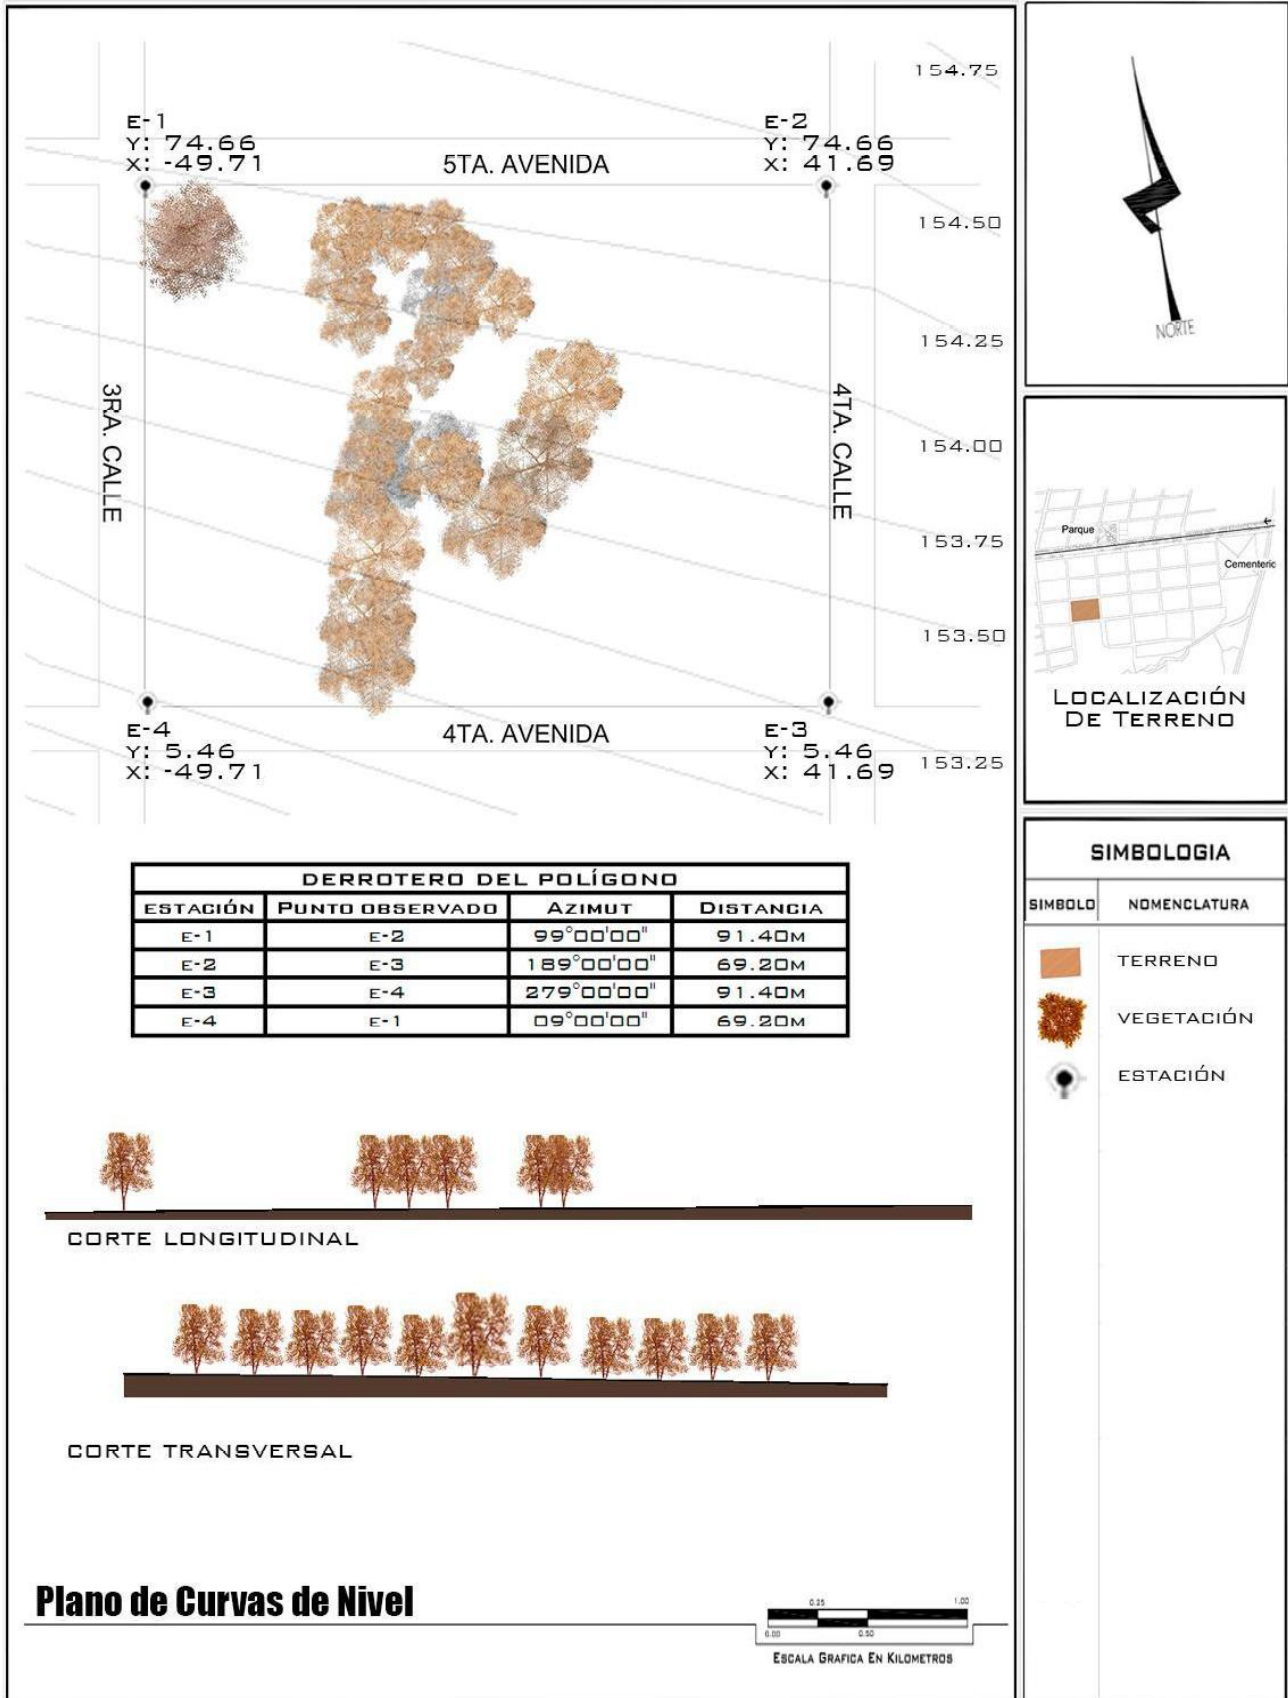 154.75
E-1
Y: 74.66
X: -49.71
E-2
Y: 74.66
X: 41.69
5TA. AVENIDA
154.50
154.25
3RA. CALLE
4TA. CALLE
154.00
153.75
153.50
E-4
Y: 5.46
X: -49.71
4TA. AVENIDA
E-3
Y: 5.46
X: 41.69
153.25
DERROTERO DEL POLÍGONO
ESTACIÓN PUNTO OBSERVADO AZIMUT DISTANCIA
E-1 E-2 99°00'00" 91.40M
E-2 E-3 189°00'00" 69.20M
E-3 E-4 279°00'00" 91.40M
E-4 E-1 09°00'00" 69.20M
CORTE LONGITUDINAL
CORTE TRANSVERSAL
Plano de Curvas de Nivel
0.25 1.00
0.00 0.50
ESCALA GRAFICA EN KILOMETROS
NORTE
Parque
Cementerio
LOCALIZACIÓN
DE TERRENO
SIMBOLOGIA
SIMBOLO NOMENCLATURA
TERRENO
VEGETACIÓN
ESTACIÓN